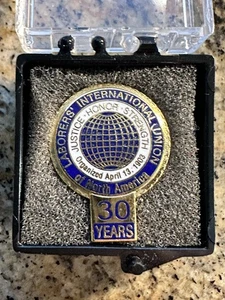 LABORERS' INTERNATIONAL UNION
of North America
JUSTICE · HONOR · STRENGTH
Organized April 13, 1903
30
YEARS